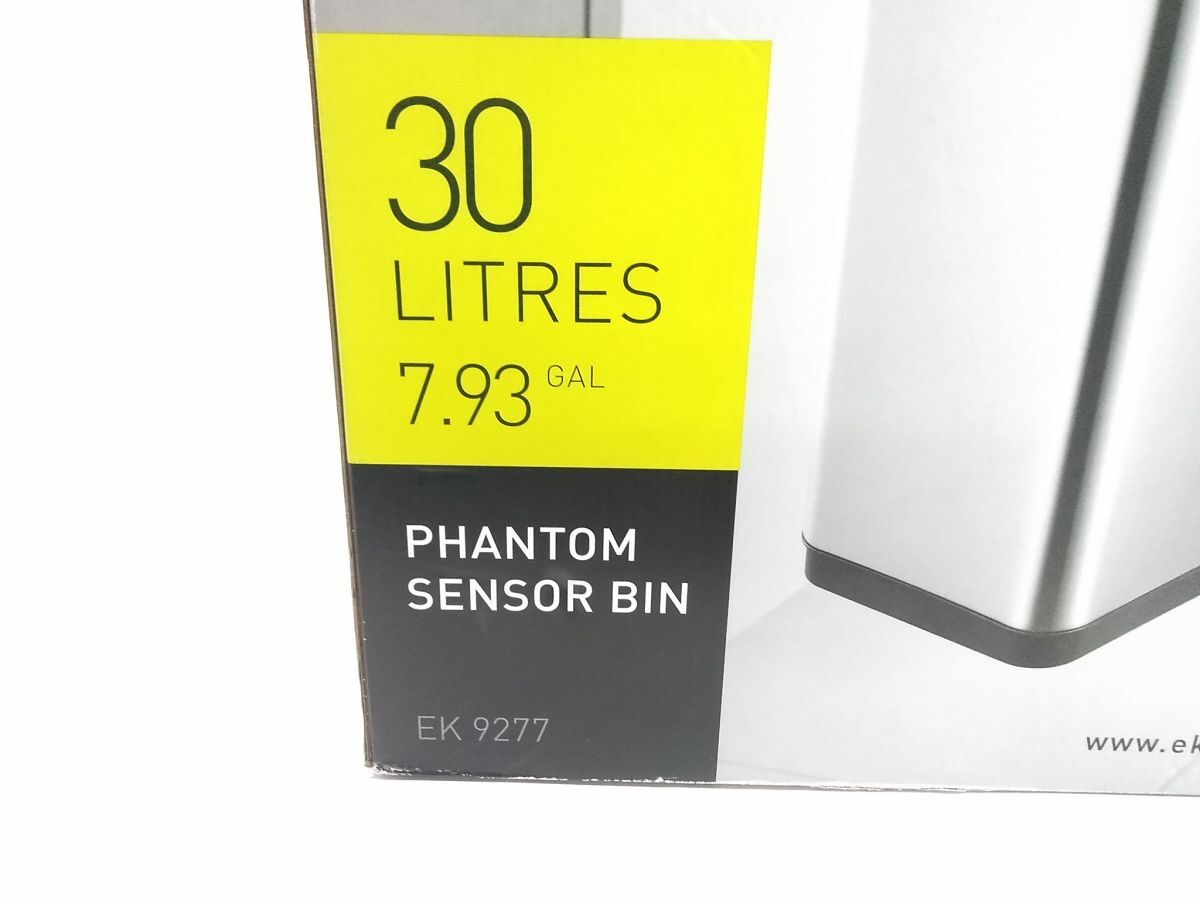 30
LITRES
7.93 GAL
PHANTOM
SENSOR BIN
EK 9277
www.ek